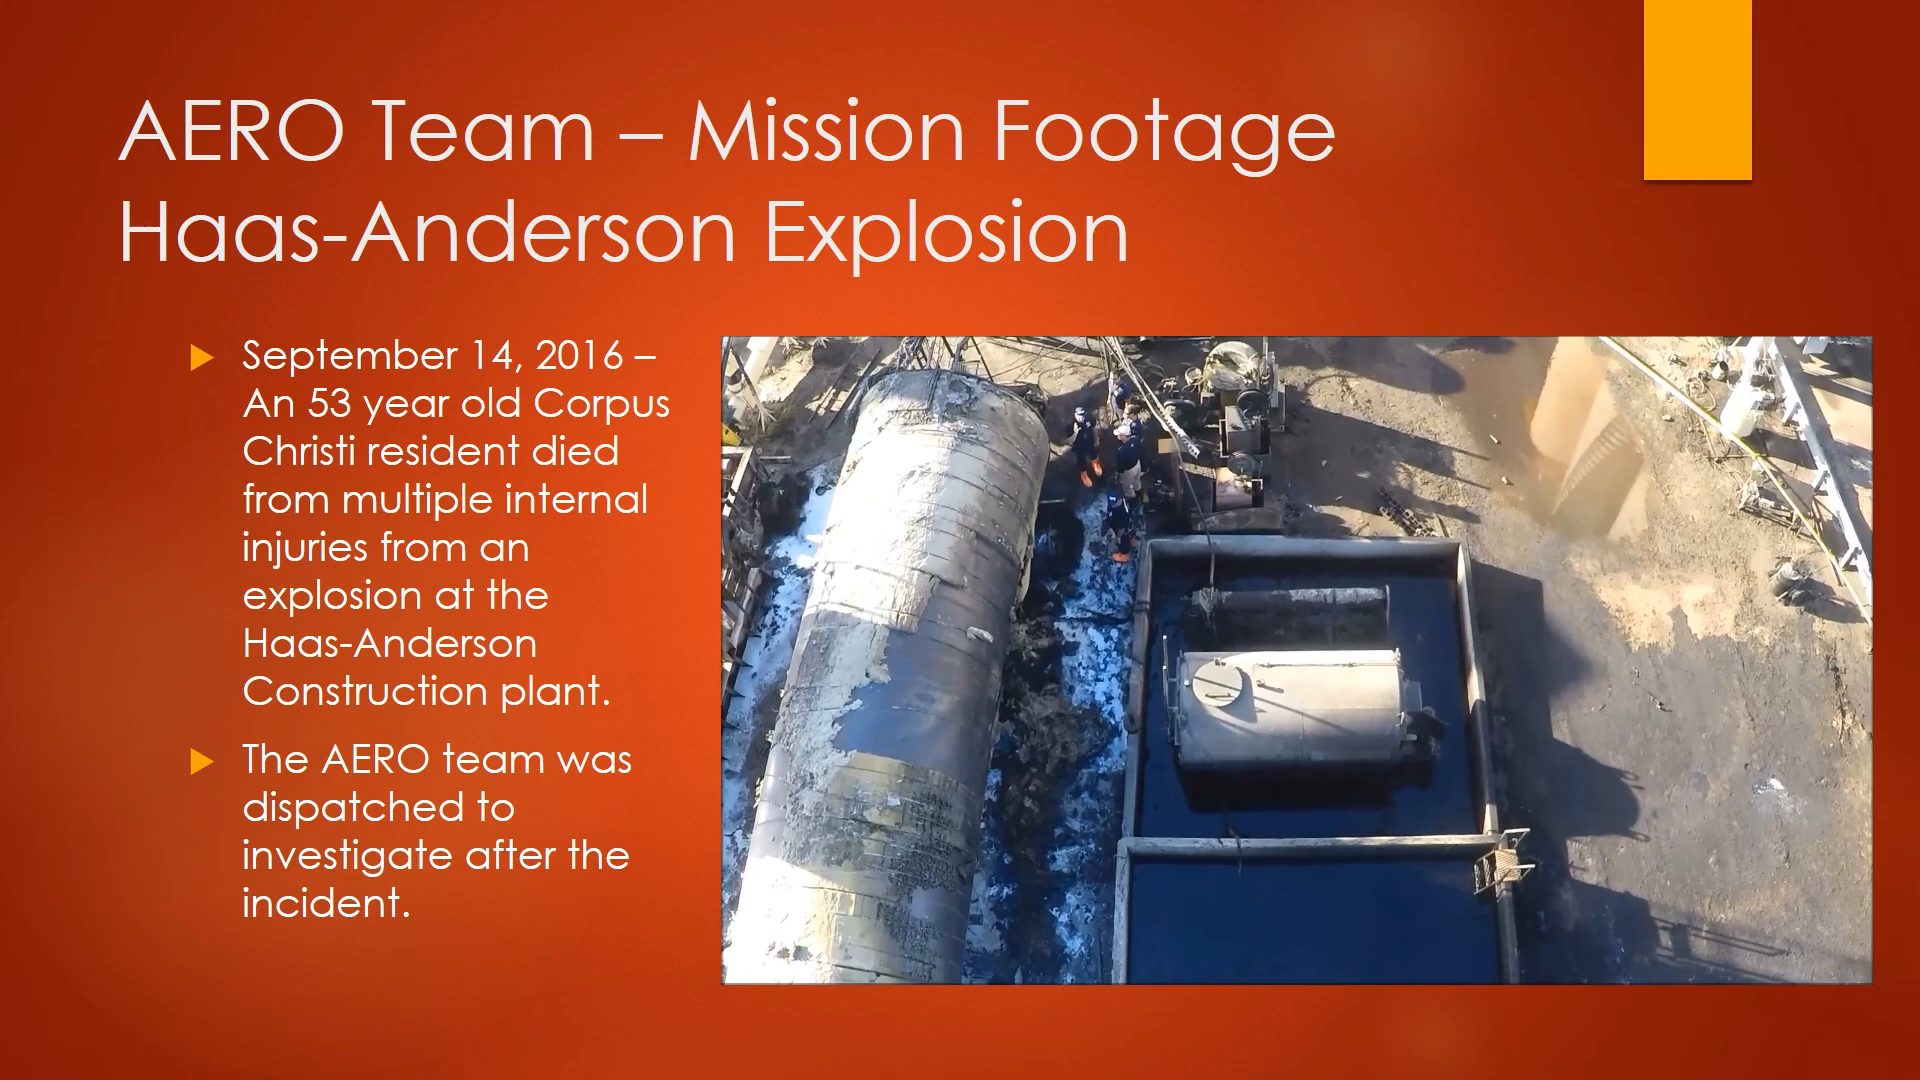 AERO Team – Mission Footage
Haas-Anderson Explosion
September 14, 2016 –
An 53 year old Corpus
Christi resident died
from multiple internal
injuries from an
explosion at the
Haas-Anderson
Construction plant.
The AERO team was
dispatched to
investigate after the
incident.